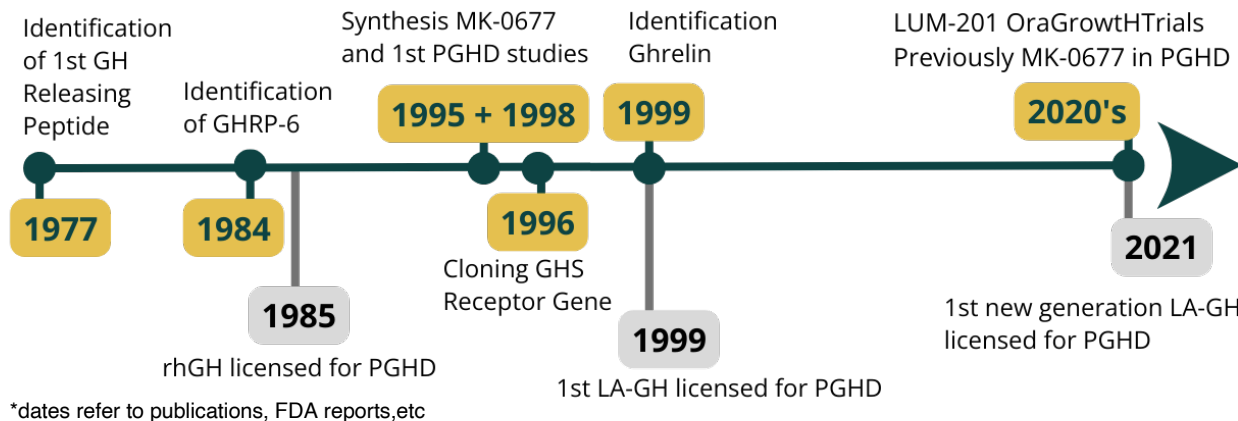 Identification
of 1st GH
Releasing
Peptide
1977
Identification
of GHRP-6
1984
1985
rhGH licensed for PGHD
Synthesis MK-0677
and 1st PGHD studies
1995 + 1998
1996
Cloning GHS
Receptor Gene
Identification
Ghrelin
1999
1999
1st LA-GH licensed for PGHD
LUM-201 OraGrowtHTrials
Previously MK-0677 in PGHD
2020's
2021
1st new generation LA-GH
licensed for PGHD
*dates refer to publications, FDA reports,etc